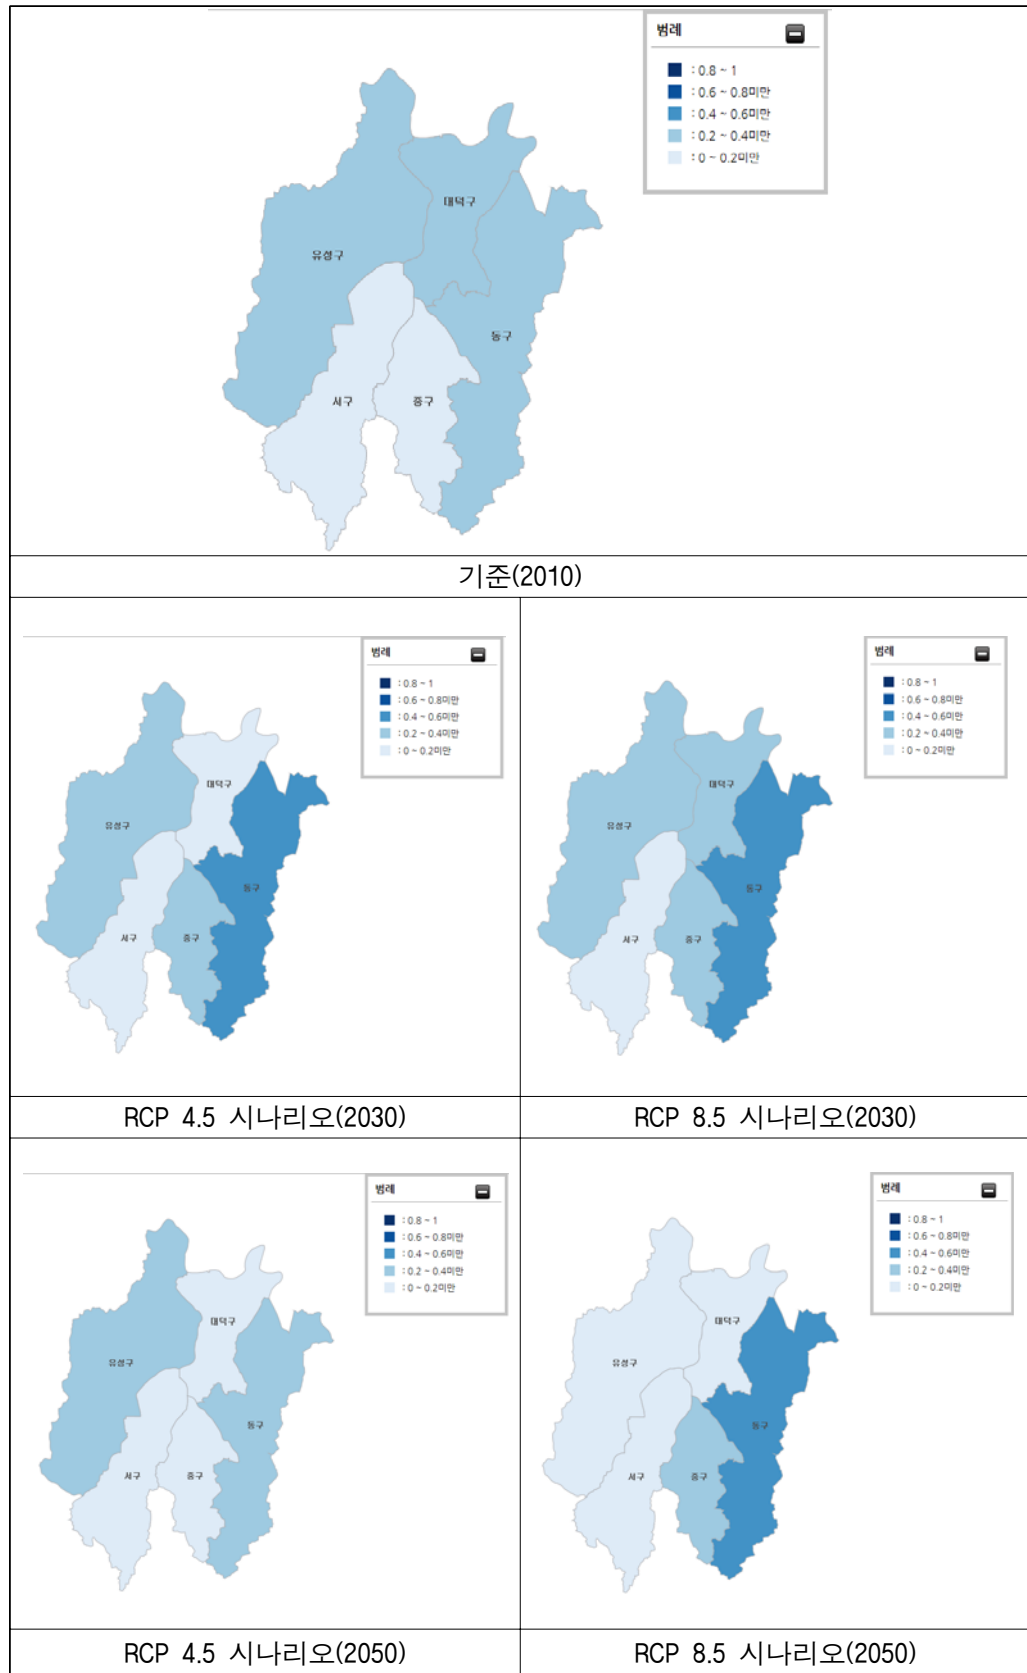 범례
: 0.8 ~ 1
: 0.6 ~ 0.8미만
: 0.4 ~ 0.6미만
: 0.2 ~ 0.4미만
: 0 ~ 0.2미만
대덕구
유성구
동구
서구
중구
기준(2010)
범례
: 0.8 ~ 1
: 0.6 ~ 0.8미만
: 0.4 ~ 0.6미만
: 0.2 ~ 0.4미만
: 0 ~ 0.2미만
대덕구
유성구
동구
서구
중구
RCP 4.5 시나리오(2030)
범례
: 0.8 ~ 1
: 0.6 ~ 0.8미만
: 0.4 ~ 0.6미만
: 0.2 ~ 0.4미만
: 0 ~ 0.2미만
대덕구
유성구
동구
서구
중구
RCP 8.5 시나리오(2030)
범례
: 0.8 ~ 1
: 0.6 ~ 0.8미만
: 0.4 ~ 0.6미만
: 0.2 ~ 0.4미만
: 0 ~ 0.2미만
대덕구
유성구
동구
서구
중구
RCP 4.5 시나리오(2050)
범례
: 0.8 ~ 1
: 0.6 ~ 0.8미만
: 0.4 ~ 0.6미만
: 0.2 ~ 0.4미만
: 0 ~ 0.2미만
대덕구
유성구
동구
서구
중구
RCP 8.5 시나리오(2050)